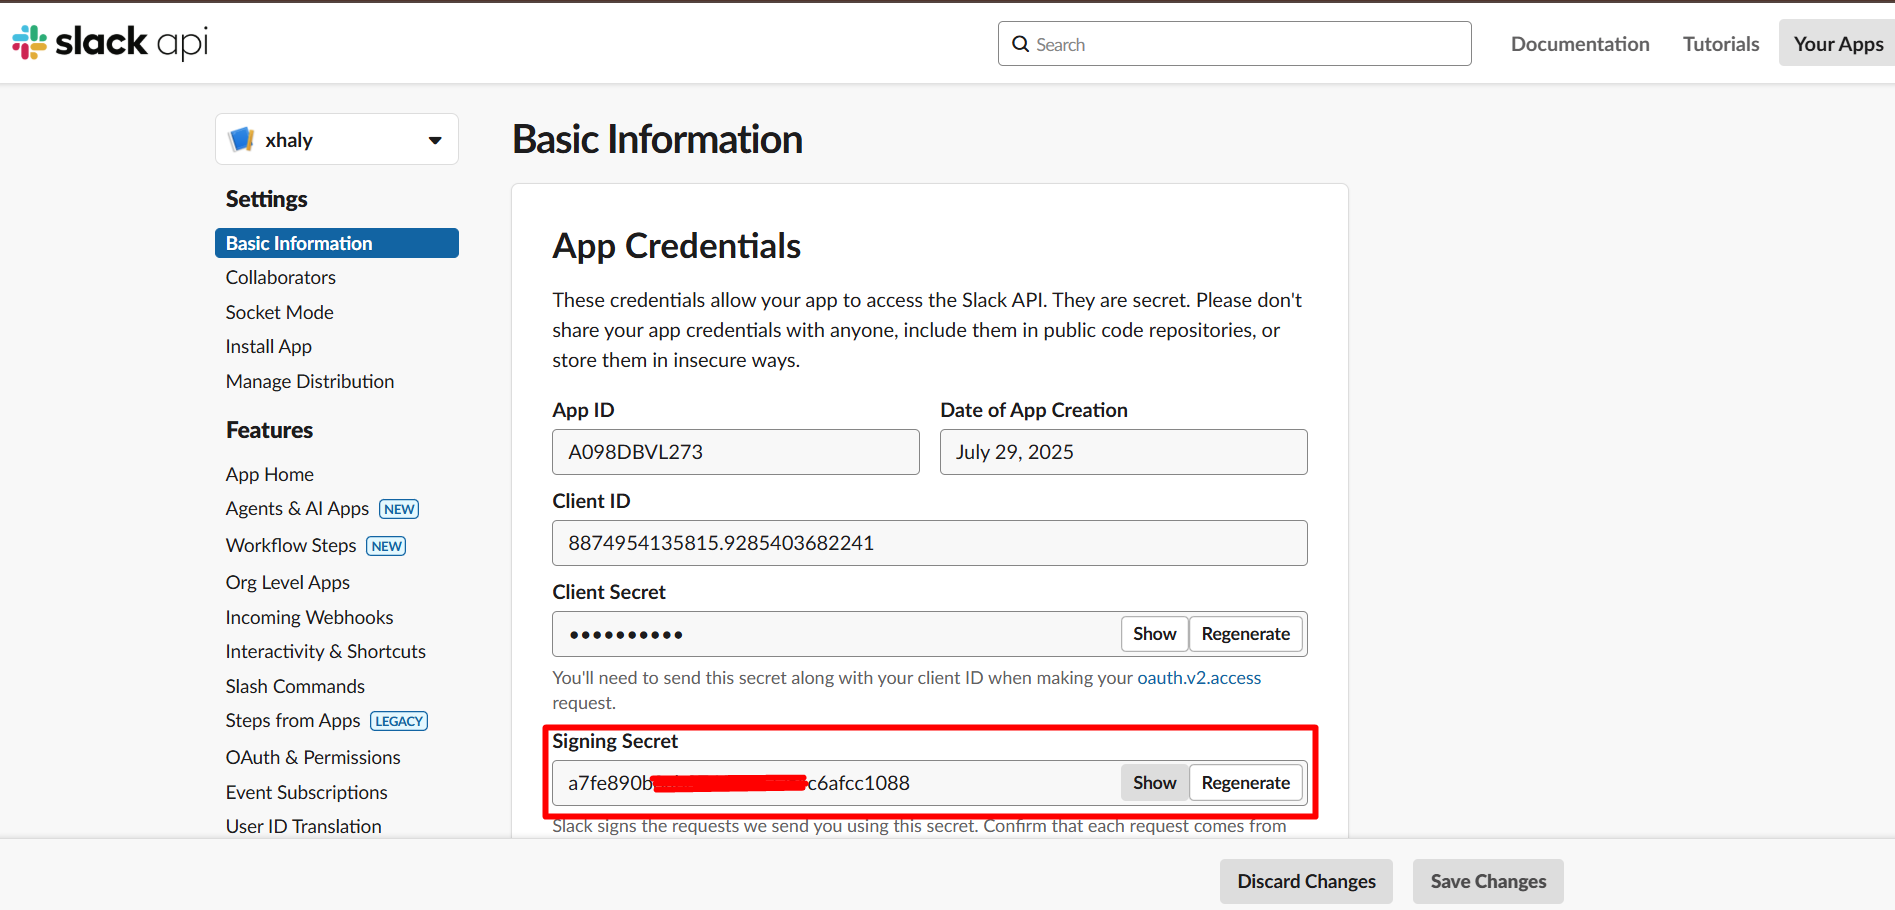 slack api
Search
Documentation
Tutorials
Your Apps
xhaly
Settings
Basic Information
Collaborators
Socket Mode
Install App
Manage Distribution
Features
App Home
Agents & AI Apps NEW
Workflow Steps NEW
Org Level Apps
Incoming Webhooks
Interactivity & Shortcuts
Slash Commands
Steps from Apps LEGACY
OAuth & Permissions
Event Subscriptions
User ID Translation
Basic Information
App Credentials
These credentials allow your app to access the Slack API. They are secret. Please don't
share your app credentials with anyone, include them in public code repositories, or
store them in insecure ways.
App ID
A098DBVL273
Date of App Creation
July 29, 2025
Client ID
8874954135815.9285403682241
Client Secret
••••••••••
Show
Regenerate
You'll need to send this secret along with your client ID when making your oauth.v2.access
request.
Signing Secret
a7fe890b c6afcc1088
Show
Regenerate
Slack signs the requests we send you using this secret. Confirm that each request comes from
Discard Changes
Save Changes